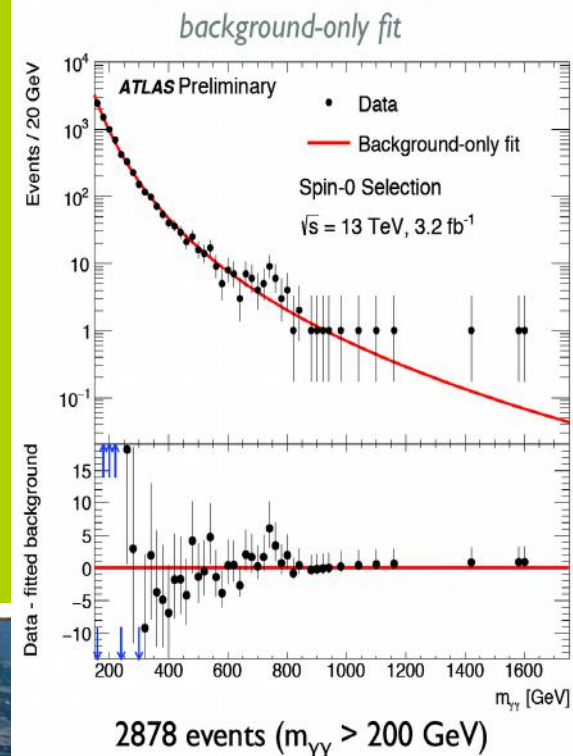 background-only fit
10⁴
ATLAS Preliminary
Data
Background-only fit
Spin-0 Selection
√s = 13 TeV, 3.2 fb⁻¹
Events / 20 GeV
10³
10²
10
1
10⁻¹
Data - fitted background
15
10
5
0
−5
−10
200 400 600 800 1000 1200 1400 1600
mγγ [GeV]
2878 events (mγγ > 200 GeV)